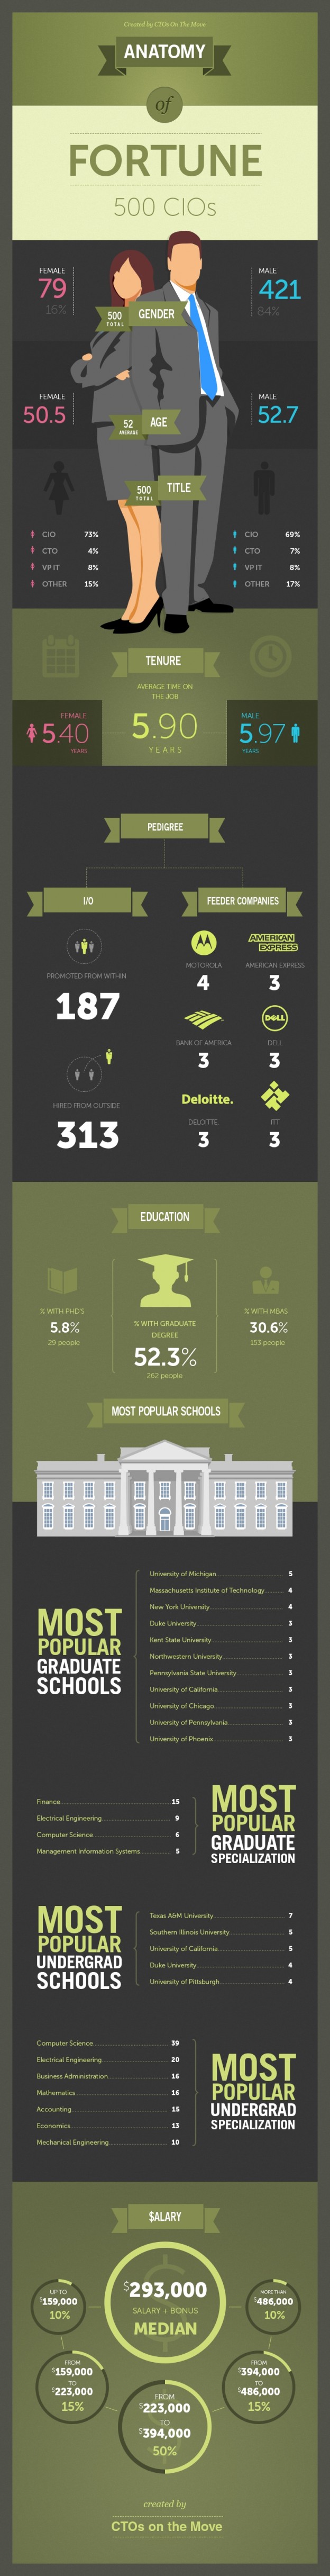 Created by CTOs On The Move
ANATOMY
of
FORTUNE
500 CIOs
FEMALE
79
16%
MALE
421
84%
500
TOTAL
GENDER
FEMALE
50.5
MALE
52.7
52
AVERAGE
AGE
500
TOTAL
TITLE
CIO 73%
CTO 4%
VP IT 8%
OTHER 15%
CIO 69%
CTO 7%
VP IT 8%
OTHER 17%
TENURE
AVERAGE TIME ON
THE JOB
5.90
YEARS
FEMALE
5.40
YEARS
MALE
5.97
YEARS
PEDIGREE
I/O
PROMOTED FROM WITHIN
187
HIRED FROM OUTSIDE
313
FEEDER COMPANIES
MOTOROLA
4
AMERICAN
EXPRESS
AMERICAN EXPRESS
3
BANK OF AMERICA
3
DELL
DELL
3
Deloitte.
DELOITTE.
3
ITT
3
EDUCATION
% WITH PHD'S
5.8%
29 people
% WITH GRADUATE
DEGREE
52.3%
262 people
% WITH MBAS
30.6%
153 people
MOST POPULAR SCHOOLS
MOST
POPULAR
GRADUATE
SCHOOLS
University of Michigan 5
Massachusetts Institute of Technology 4
New York University 4
Duke University 3
Kent State University 3
Northwestern University 3
Pennsylvania State University 3
University of California 3
University of Chicago 3
University of Pennsylvania 3
University of Phoenix 3
Finance 15
Electrical Engineering 9
Computer Science 6
Management Information Systems 5
MOST
POPULAR
GRADUATE
SPECIALIZATION
MOST
POPULAR
UNDERGRAD
SCHOOLS
Texas A&M University 7
Southern Illinois University 5
University of California 5
Duke University 4
University of Pittsburgh 4
Computer Science 39
Electrical Engineering 20
Business Administration 16
Mathematics 16
Accounting 15
Economics 13
Mechanical Engineering 10
MOST
POPULAR
UNDERGRAD
SPECIALIZATION
$ALARY
$293,000
SALARY + BONUS
MEDIAN
UP TO
$159,000
10%
MORE THAN
$486,000
10%
FROM
$159,000
TO
$223,000
15%
FROM
$394,000
TO
$486,000
15%
FROM
$223,000
TO
$394,000
50%
created by
CTOs on the Move